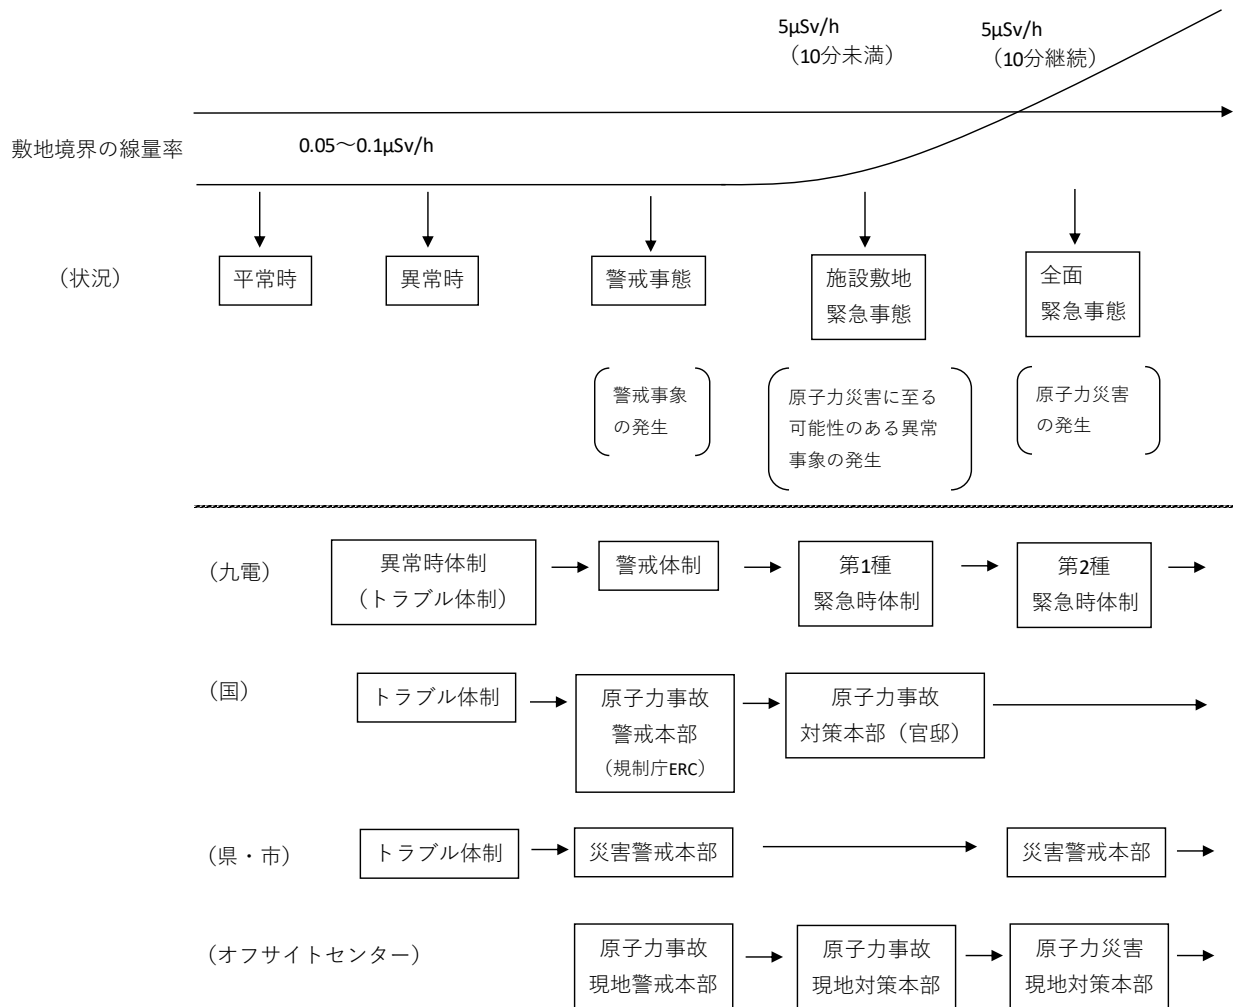 5μSv/h
（10分未満）
5μSv/h
（10分継続）
敷地境界の線量率
0.05～0.1μSv/h
（状況）
平常時
異常時
警戒事態
施設敷地
緊急事態
全面
緊急事態
警戒事象
の発生
原子力災害に至る
可能性のある異常
事象の発生
原子力災害
の発生
（九電）
異常時体制
（トラブル体制）
警戒体制
第1種
緊急時体制
第2種
緊急時体制
（国）
トラブル体制
原子力事故
警戒本部
（規制庁ERC）
原子力事故
対策本部（官邸）
（県・市）
トラブル体制
災害警戒本部
災害警戒本部
（オフサイトセンター）
原子力事故
現地警戒本部
原子力事故
現地対策本部
原子力災害
現地対策本部